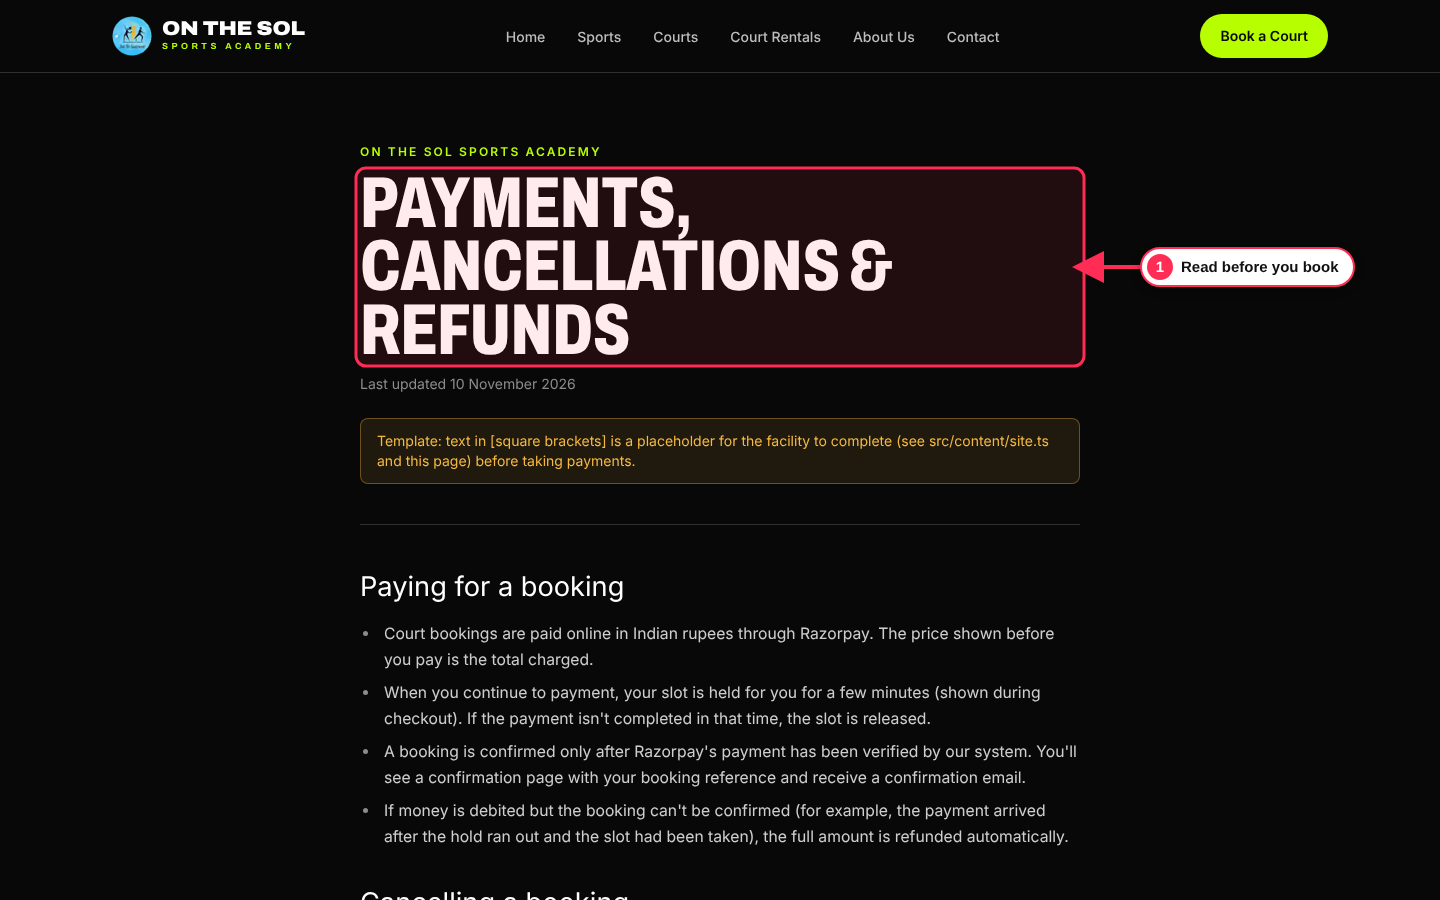 ON THE SOL
SPORTS ACADEMY
Home
Sports
Courts
Court Rentals
About Us
Contact
Book a Court
ON THE SOL SPORTS ACADEMY
PAYMENTS,
CANCELLATIONS &
REFUNDS
1 Read before you book
Last updated 10 November 2026
Template: text in [square brackets] is a placeholder for the facility to complete (see src/content/site.ts
and this page) before taking payments.
Paying for a booking
• Court bookings are paid online in Indian rupees through Razorpay. The price shown before
you pay is the total charged.
• When you continue to payment, your slot is held for you for a few minutes (shown during
checkout). If the payment isn't completed in that time, the slot is released.
• A booking is confirmed only after Razorpay's payment has been verified by our system. You'll
see a confirmation page with your booking reference and receive a confirmation email.
• If money is debited but the booking can't be confirmed (for example, the payment arrived
after the hold ran out and the slot had been taken), the full amount is refunded automatically.
Cancelling a booking